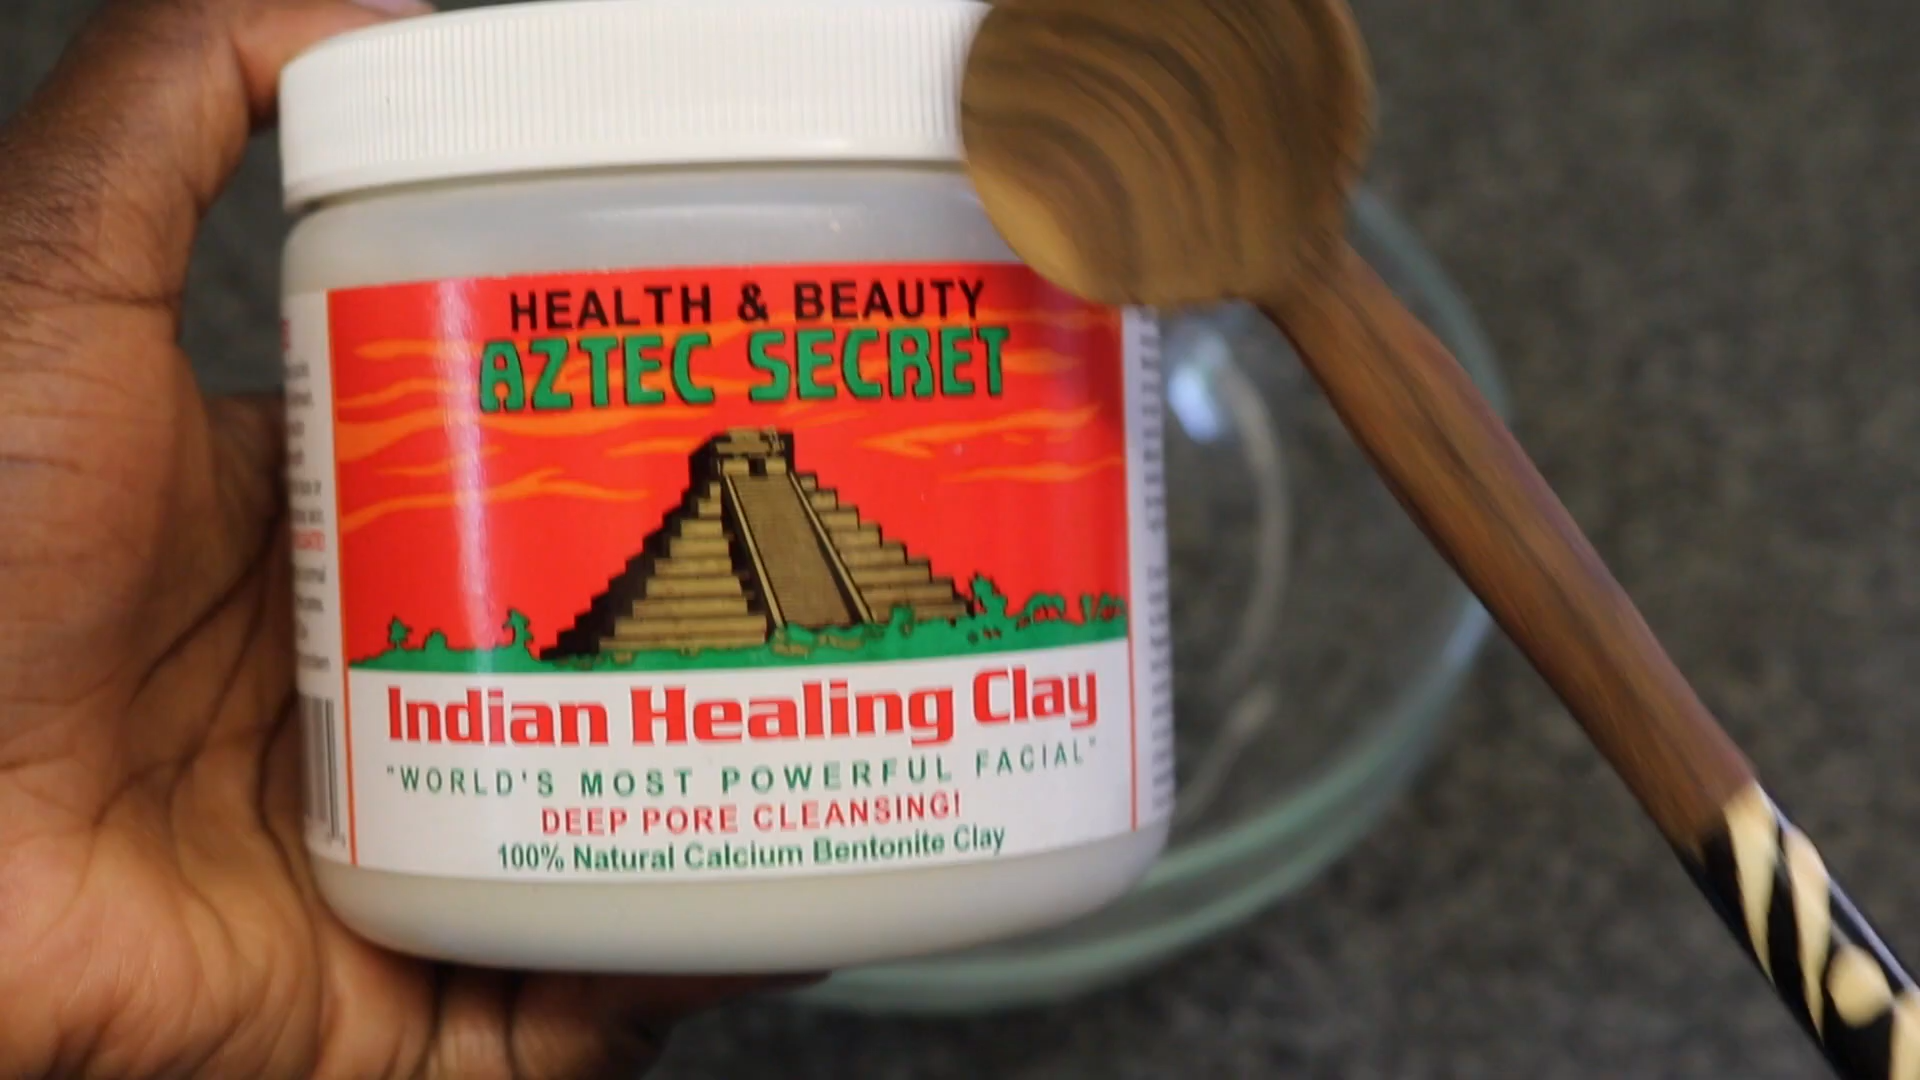 HEALTH & BEAUTY
AZTEC SECRET
Indian Healing Clay
"WORLD'S MOST POWERFUL FACIAL"
DEEP PORE CLEANSING!
100% Natural Calcium Bentonite Clay